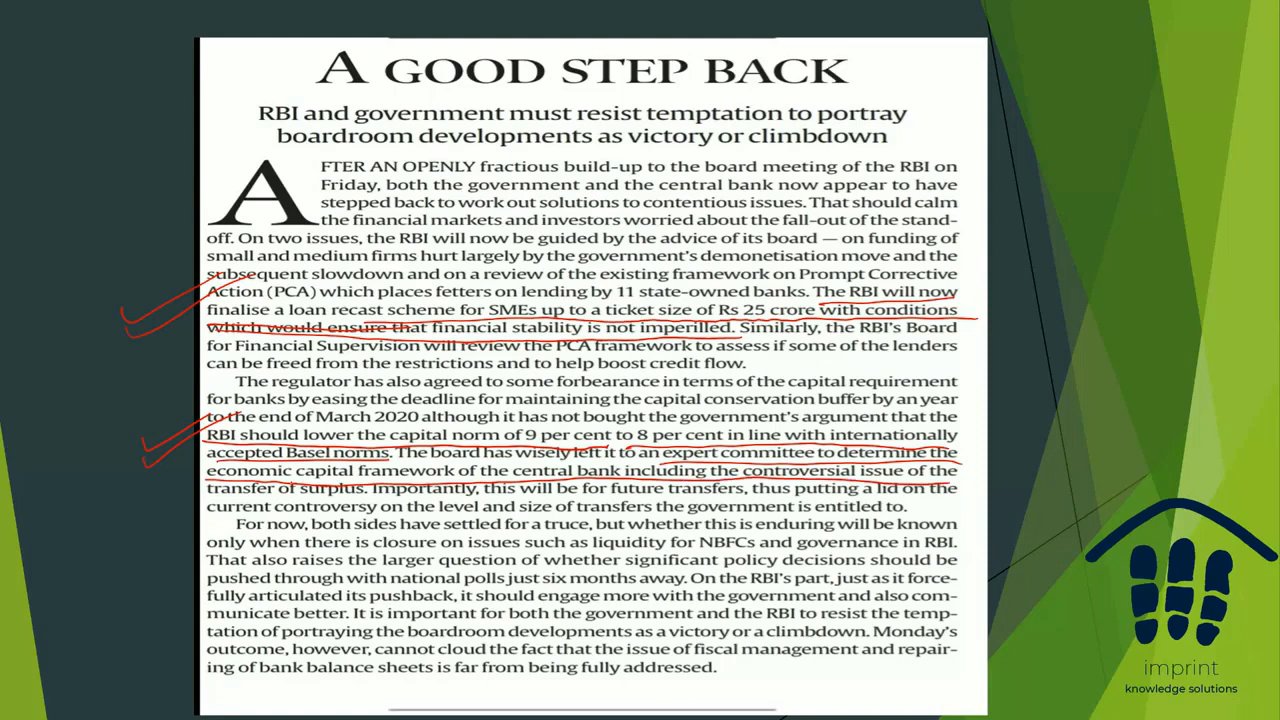 A GOOD STEP BACK
RBI and government must resist temptation to portray
boardroom developments as victory or climbdown
AFTER AN OPENLY fractious build-up to the board meeting of the RBI on
Friday, both the government and the central bank now appear to have
stepped back to work out solutions to contentious issues. That should calm
the financial markets and investors worried about the fall-out of the stand-
off. On two issues, the RBI will now be guided by the advice of its board — on funding of
small and medium firms hurt largely by the government's demonetisation move and the
subsequent slowdown and on a review of the existing framework on Prompt Corrective
Action (PCA) which places fetters on lending by 11 state-owned banks. The RBI will now
finalise a loan recast scheme for SMEs up to a ticket size of Rs 25 crore with conditions
which would ensure that financial stability is not imperilled. Similarly, the RBI's Board
for Financial Supervision will review the PCA framework to assess if some of the lenders
can be freed from the restrictions and to help boost credit flow.
The regulator has also agreed to some forbearance in terms of the capital requirement
for banks by easing the deadline for maintaining the capital conservation buffer by an year
to the end of March 2020 although it has not bought the government's argument that the
RBI should lower the capital norm of 9 per cent to 8 per cent in line with internationally
accepted Basel norms. The board has wisely left it to an expert committee to determine the
economic capital framework of the central bank including the controversial issue of the
transfer of surplus. Importantly, this will be for future transfers, thus putting a lid on the
current controversy on the level and size of transfers the government is entitled to.
For now, both sides have settled for a truce, but whether this is enduring will be known
only when there is closure on issues such as liquidity for NBFCs and governance in RBI.
That also raises the larger question of whether significant policy decisions should be
pushed through with national polls just six months away. On the RBI's part, just as it force-
fully articulated its pushback, it should engage more with the government and also com-
municate better. It is important for both the government and the RBI to resist the temp-
tation of portraying the boardroom developments as a victory or a climbdown. Monday's
outcome, however, cannot cloud the fact that the issue of fiscal management and repair-
ing of bank balance sheets is far from being fully addressed.
imprint
knowledge solutions